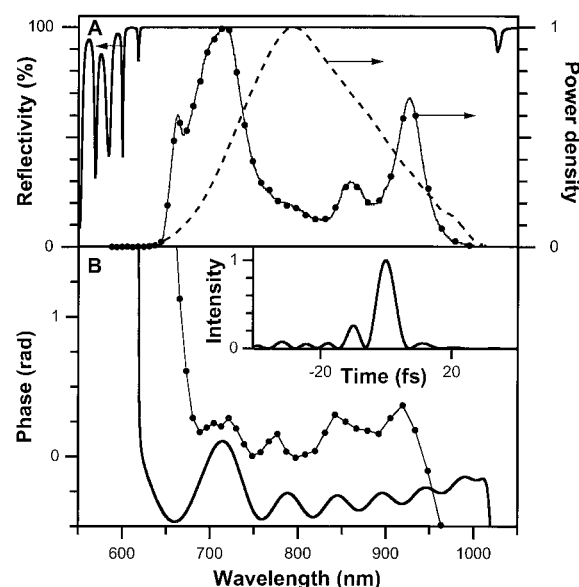 A
100
1
Reflectivity (%)
Power density
0
0
B
1
Phase (rad)
0
Intensity
1
0
-20
20
Time (fs)
600
700
800
900
1000
Wavelength (nm)